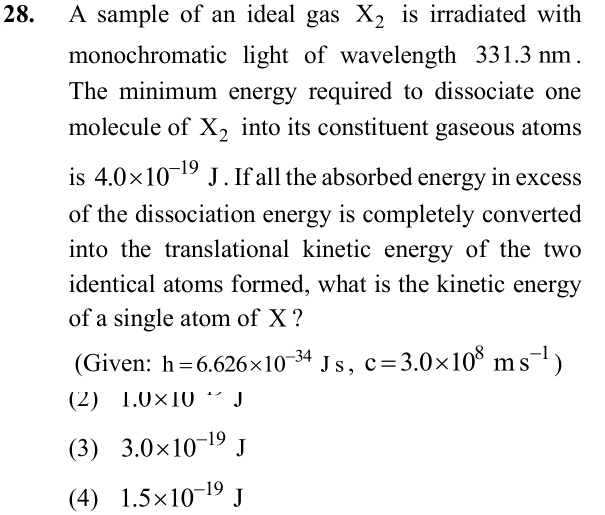 28. A sample of an ideal gas X₂ is irradiated with
monochromatic light of wavelength 331.3 nm.
The minimum energy required to dissociate one
molecule of X₂ into its constituent gaseous atoms
is 4.0×10⁻¹⁹ J. If all the absorbed energy in excess
of the dissociation energy is completely converted
into the translational kinetic energy of the two
identical atoms formed, what is the kinetic energy
of a single atom of X?
(Given: h=6.626×10⁻³⁴ J s, c=3.0×10⁸ m s⁻¹)
(2) 1.0×10 J
(3) 3.0×10⁻¹⁹ J
(4) 1.5×10⁻¹⁹ J